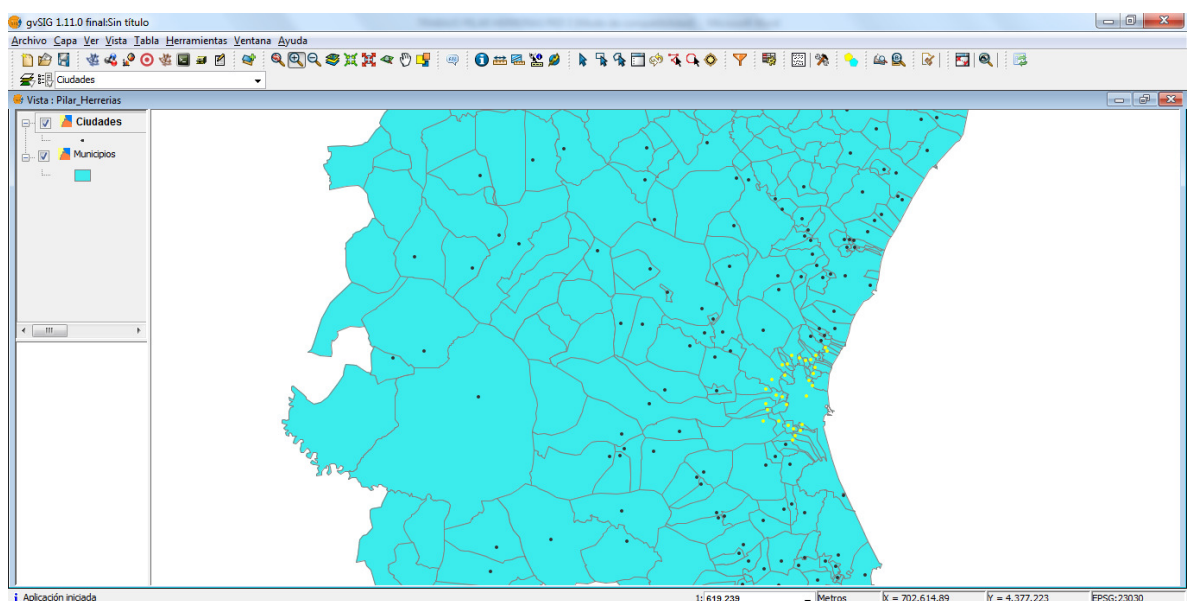 gvSIG 1.11.0 final:Sin título
Archivo Capa Ver Vista Tabla Herramientas Ventana Ayuda
Ciudades
Vista : Pilar_Herrerias
Ciudades
Municipios
Aplicación iniciada 1: 619.239 Metros X = 702.614,89 Y = 4.377.223 EPSG:23030